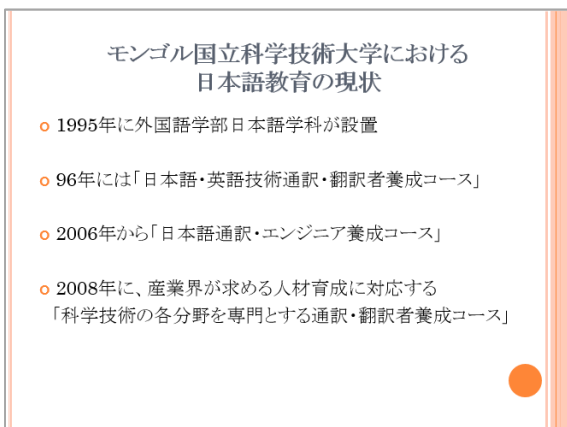 モンゴル国立科学技術大学における
日本語教育の現状
1995年に外国語学部日本語学科が設置
96年には「日本語・英語技術通訳・翻訳者養成コース」
2006年から「日本語通訳・エンジニア養成コース」
2008年に、産業界が求める人材育成に対応する
「科学技術の各分野を専門とする通訳・翻訳者養成コース」